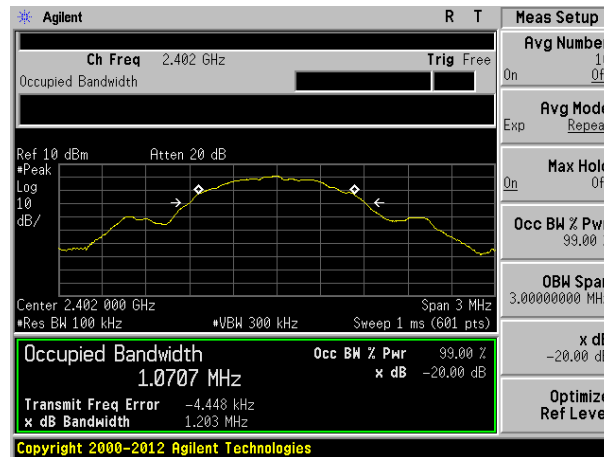 Agilent R T
Ch Freq 2.402 GHz Trig Free
Occupied Bandwidth
Ref 10 dBm Atten 20 dB
#Peak
Log
10
dB/
Center 2.402 000 GHz Span 3 MHz
#Res BW 100 kHz #VBW 300 kHz Sweep 1 ms (601 pts)
Occupied Bandwidth Occ BW % Pwr 99.00 %
1.0707 MHz x dB -20.00 dB
Transmit Freq Error -4.448 kHz
x dB Bandwidth 1.203 MHz
Copyright 2000-2012 Agilent Technologies
Meas Setup
Avg Number
On
Avg Mode
Exp Repea
Max Hold
On Of
Occ BW % Pwr
99.00
OBW Span
3.00000000 MH
x dB
-20.00 dB
Optimize
Ref Level